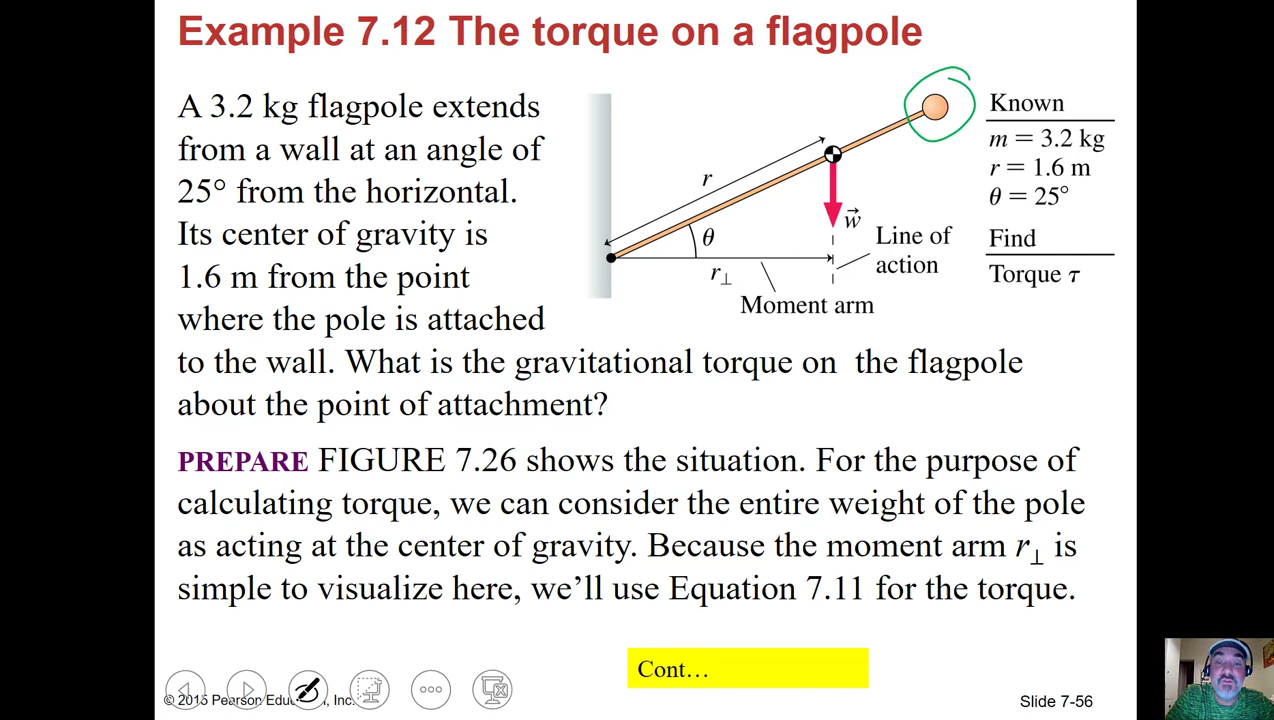 Example 7.12 The torque on a flagpole
A 3.2 kg flagpole extends
from a wall at an angle of
25° from the horizontal.
Its center of gravity is
1.6 m from the point
where the pole is attached
to the wall. What is the gravitational torque on the flagpole
about the point of attachment?
r
θ
r⊥
w⃗
Line of
action
Moment arm
Known
m = 3.2 kg
r = 1.6 m
θ = 25°
Find
Torque τ
PREPARE FIGURE 7.26 shows the situation. For the purpose of
calculating torque, we can consider the entire weight of the pole
as acting at the center of gravity. Because the moment arm r⊥ is
simple to visualize here, we’ll use Equation 7.11 for the torque.
Cont…
© 2015 Pearson Education, Inc.
Slide 7-56